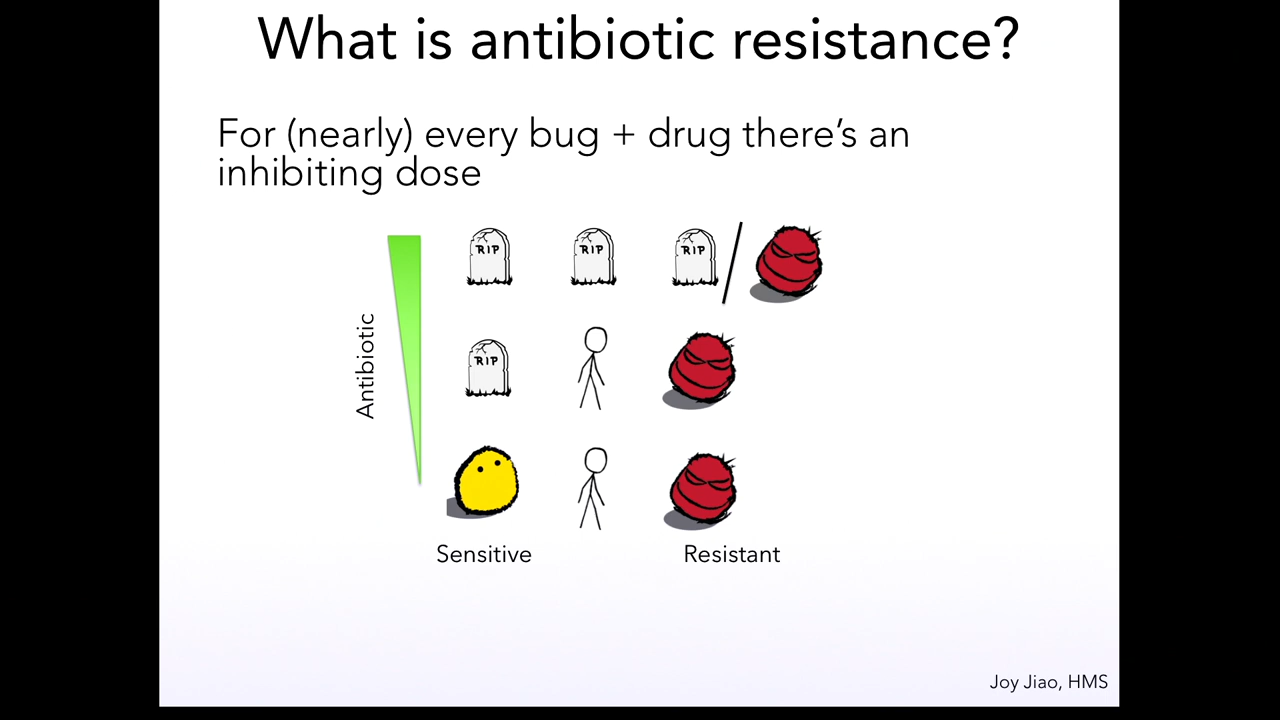 What is antibiotic resistance?
For (nearly) every bug + drug there’s an
inhibiting dose
RIP
RIP
RIP
Antibiotic
RIP
Sensitive
Resistant
Joy Jiao, HMS